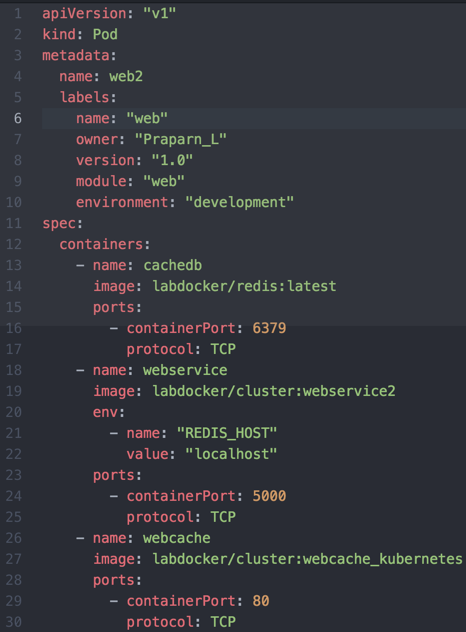 1 apiVersion: "v1"
2 kind: Pod
3 metadata:
4   name: web2
5   labels:
6     name: "web"
7     owner: "Praparn_L"
8     version: "1.0"
9     module: "web"
10     environment: "development"
11 spec:
12   containers:
13     - name: cachedb
14       image: labdocker/redis:latest
15       ports:
16         - containerPort: 6379
17           protocol: TCP
18     - name: webservice
19       image: labdocker/cluster:webservice2
20       env:
21         - name: "REDIS_HOST"
22           value: "localhost"
23       ports:
24         - containerPort: 5000
25           protocol: TCP
26     - name: webcache
27       image: labdocker/cluster:webcache_kubernetes
28       ports:
29         - containerPort: 80
30           protocol: TCP